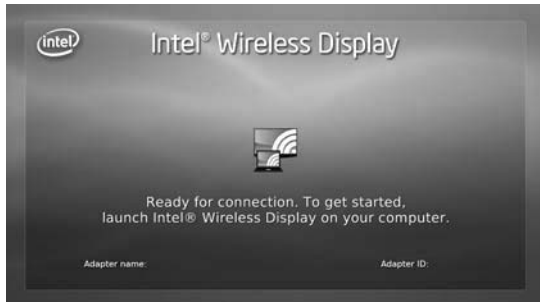 intel
Intel® Wireless Display
Ready for connection. To get started,
launch Intel® Wireless Display on your computer.
Adapter name:
Adapter ID: